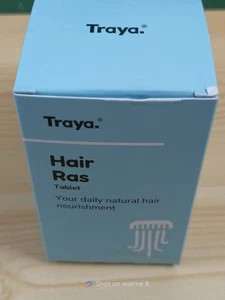 Traya.
Traya.
Hair
Ras
Tablet
Your daily natural hair
nourishment
Shot on realme 8